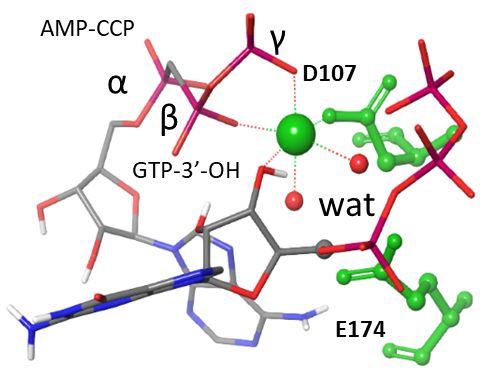 AMP-CCP
γ
D107
α
β
GTP-3’-OH
wat
E174